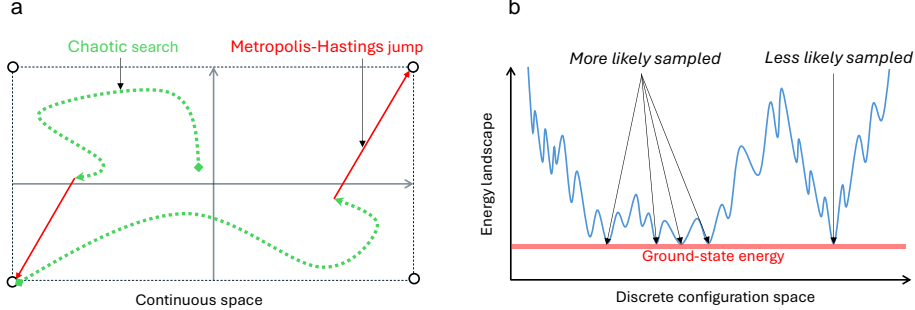 a
Chaotic search
Metropolis-Hastings jump
Continuous space
b
More likely sampled
Less likely sampled
Energy landscape
Ground-state energy
Discrete configuration space